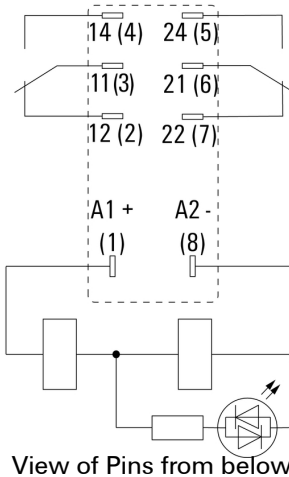 14 (4) 24 (5)
11(3) 21 (6)
12 (2) 22 (7)
A1 + A2 -
(1) (8)
View of Pins from below